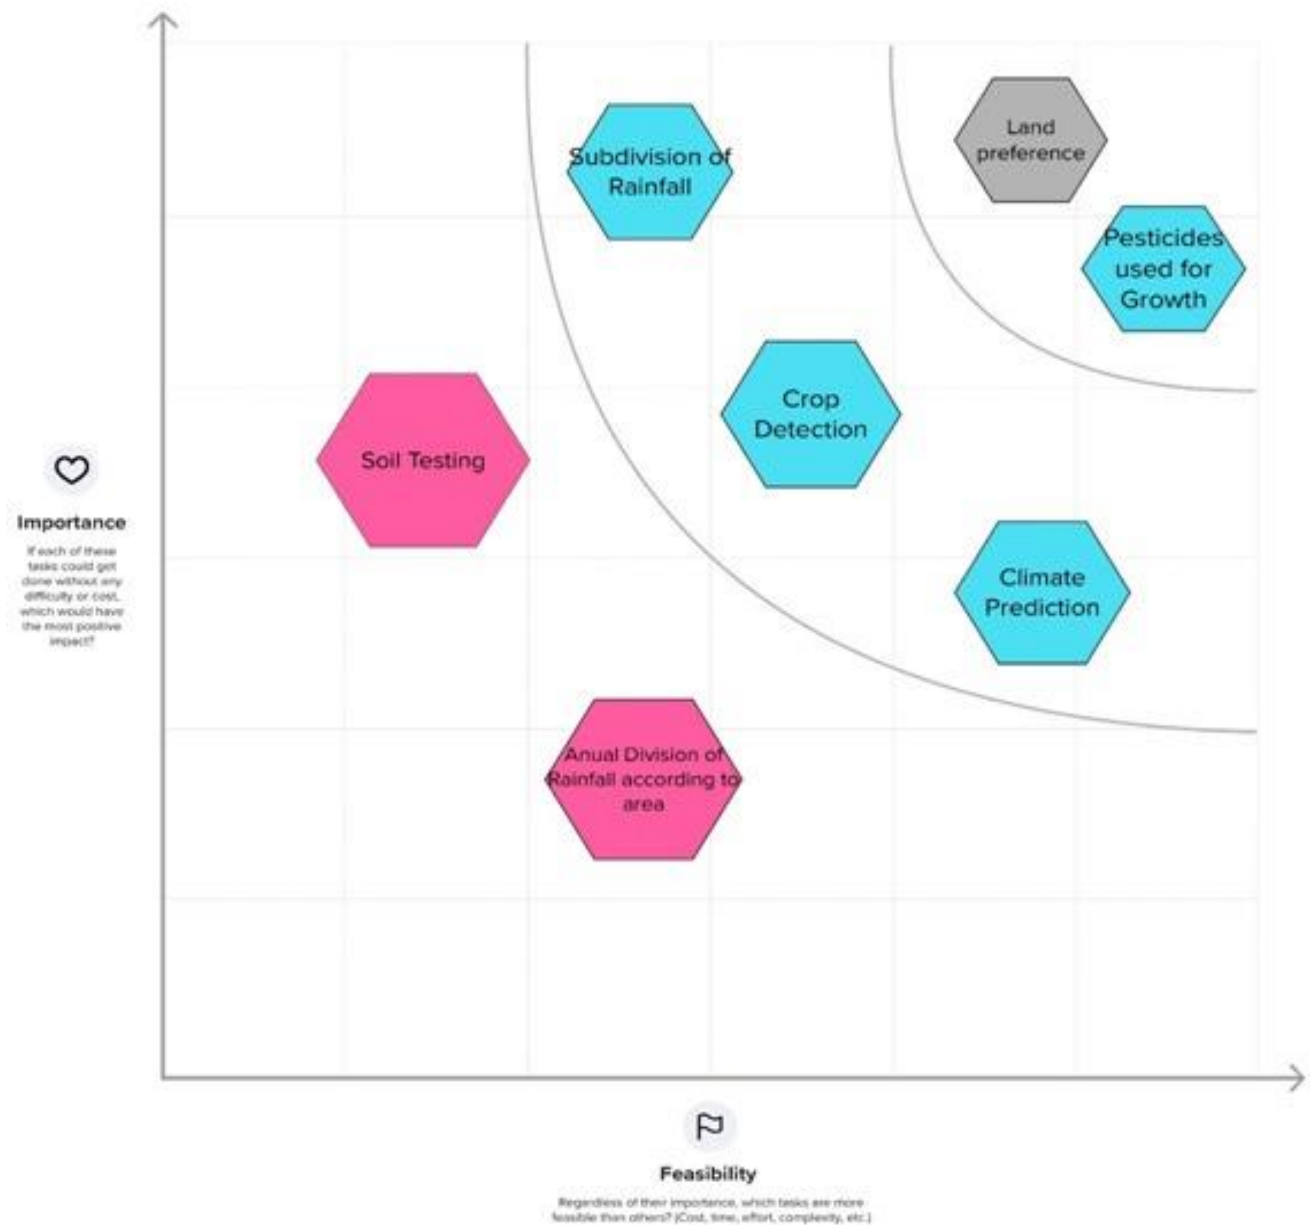 Land
preference
Subdivision of
Rainfall
Pesticides
used for
Growth
Crop
Detection
Soil Testing
Importance
If each of these
tasks could get
done without any
difficulty or cost,
which would have
the most positive
impact?
Climate
Prediction
Anual Division of
Rainfall according to
area
Feasibility
Regardless of their importance, which tasks are more
feasible than others? (Cost, time, effort, complexity, etc.)